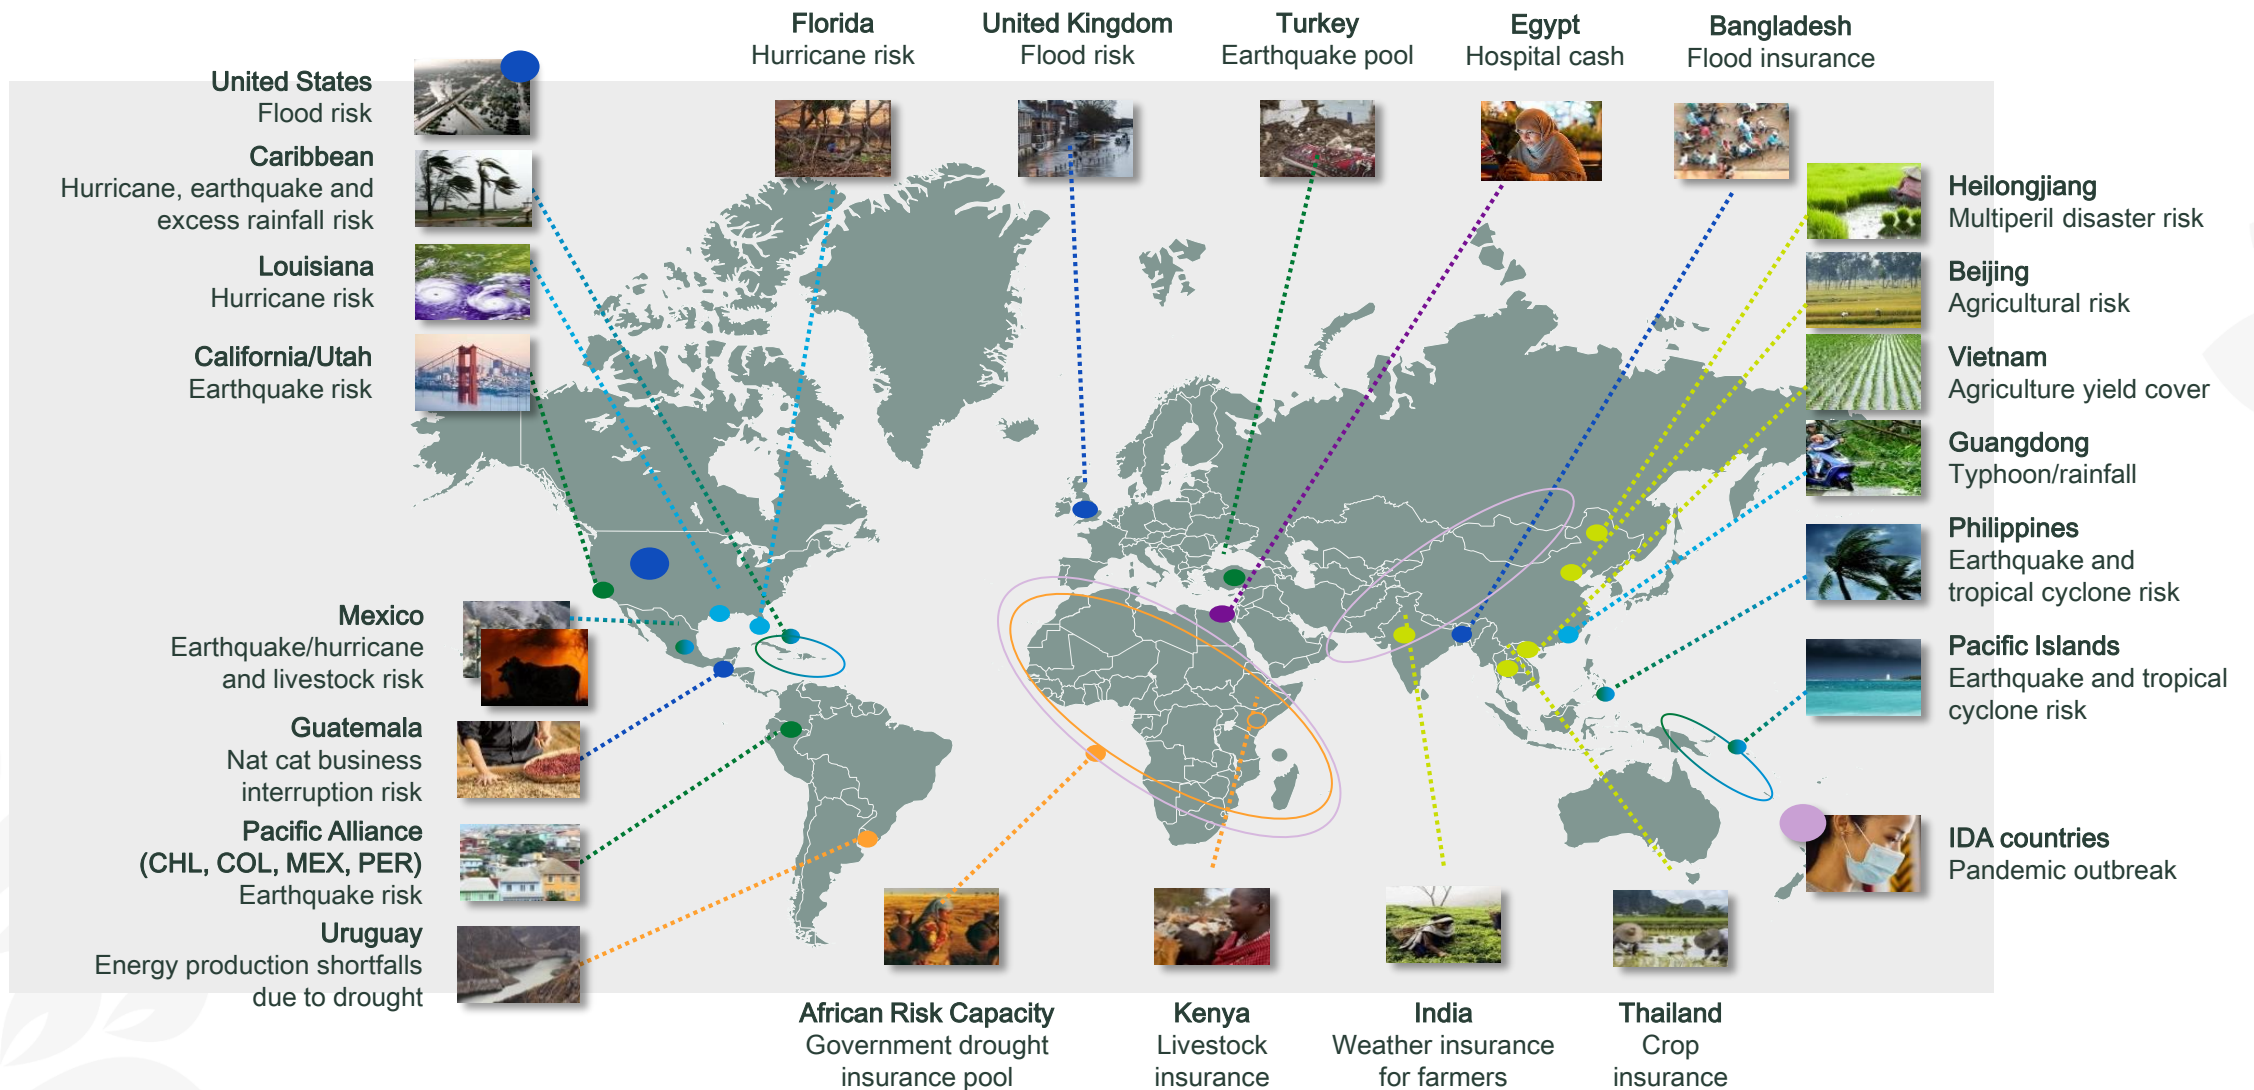 Florida
Hurricane risk
United Kingdom
Flood risk
Turkey
Earthquake pool
Egypt
Hospital cash
Bangladesh
Flood insurance
United States
Flood risk
Caribbean
Hurricane, earthquake and
excess rainfall risk
Louisiana
Hurricane risk
California/Utah
Earthquake risk
Mexico
Earthquake/hurricane
and livestock risk
Guatemala
Nat cat business
interruption risk
Pacific Alliance
(CHL, COL, MEX, PER)
Earthquake risk
Uruguay
Energy production shortfalls
due to drought
Heilongjiang
Multiperil disaster risk
Beijing
Agricultural risk
Vietnam
Agriculture yield cover
Guangdong
Typhoon/rainfall
Philippines
Earthquake and
tropical cyclone risk
Pacific Islands
Earthquake and tropical
cyclone risk
IDA countries
Pandemic outbreak
African Risk Capacity
Government drought
insurance pool
Kenya
Livestock
insurance
India
Weather insurance
for farmers
Thailand
Crop
insurance